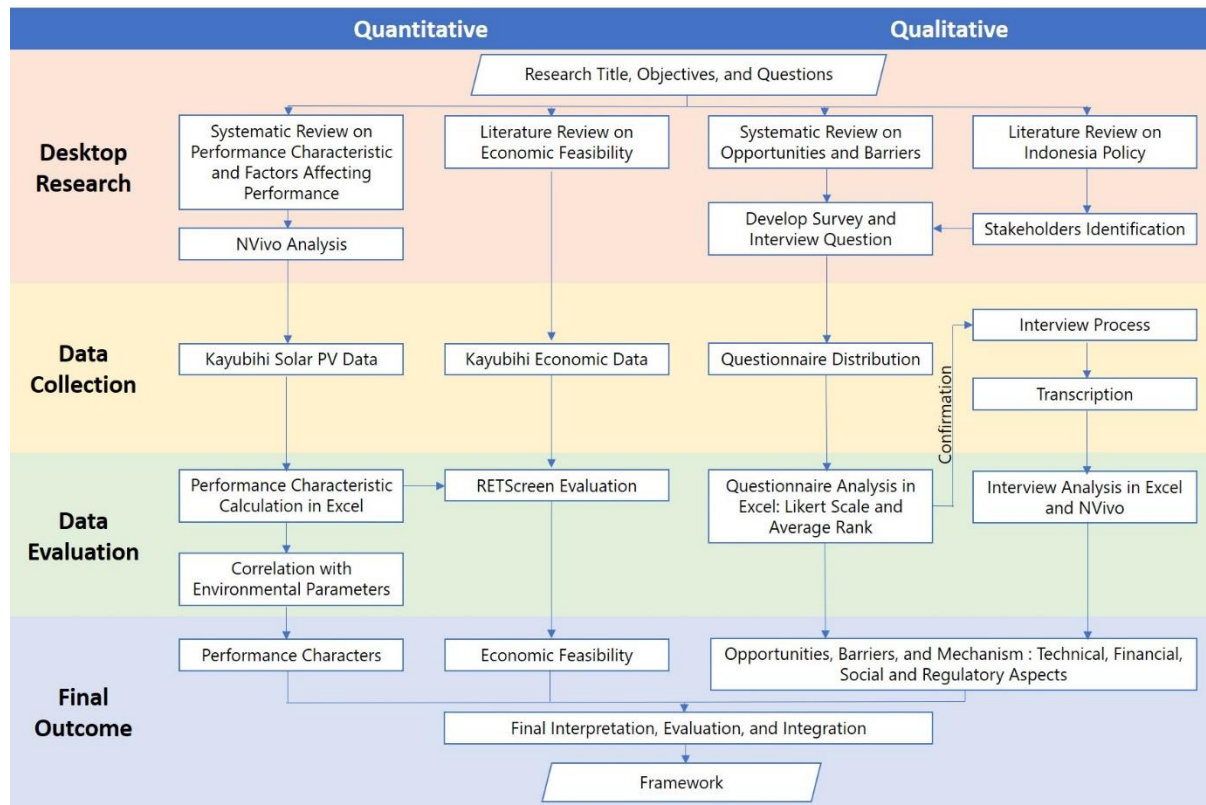 Quantitative
Qualitative
Research Title, Objectives, and Questions
Desktop
Research
Systematic Review on
Performance Characteristic
and Factors Affecting
Performance
Literature Review on
Economic Feasibility
Systematic Review on
Opportunities and Barriers
Literature Review on
Indonesia Policy
NVivo Analysis
Develop Survey and
Interview Question
Stakeholders Identification
Data
Collection
Kayubihi Solar PV Data
Kayubihi Economic Data
Questionnaire Distribution
Interview Process
Transcription
Confirmation
Data
Evaluation
Performance Characteristic
Calculation in Excel
RETScreen Evaluation
Questionnaire Analysis in
Excel: Likert Scale and
Average Rank
Interview Analysis in Excel
and NVivo
Correlation with
Environmental Parameters
Final
Outcome
Performance Characters
Economic Feasibility
Opportunities, Barriers, and Mechanism : Technical, Financial,
Social and Regulatory Aspects
Final Interpretation, Evaluation, and Integration
Framework